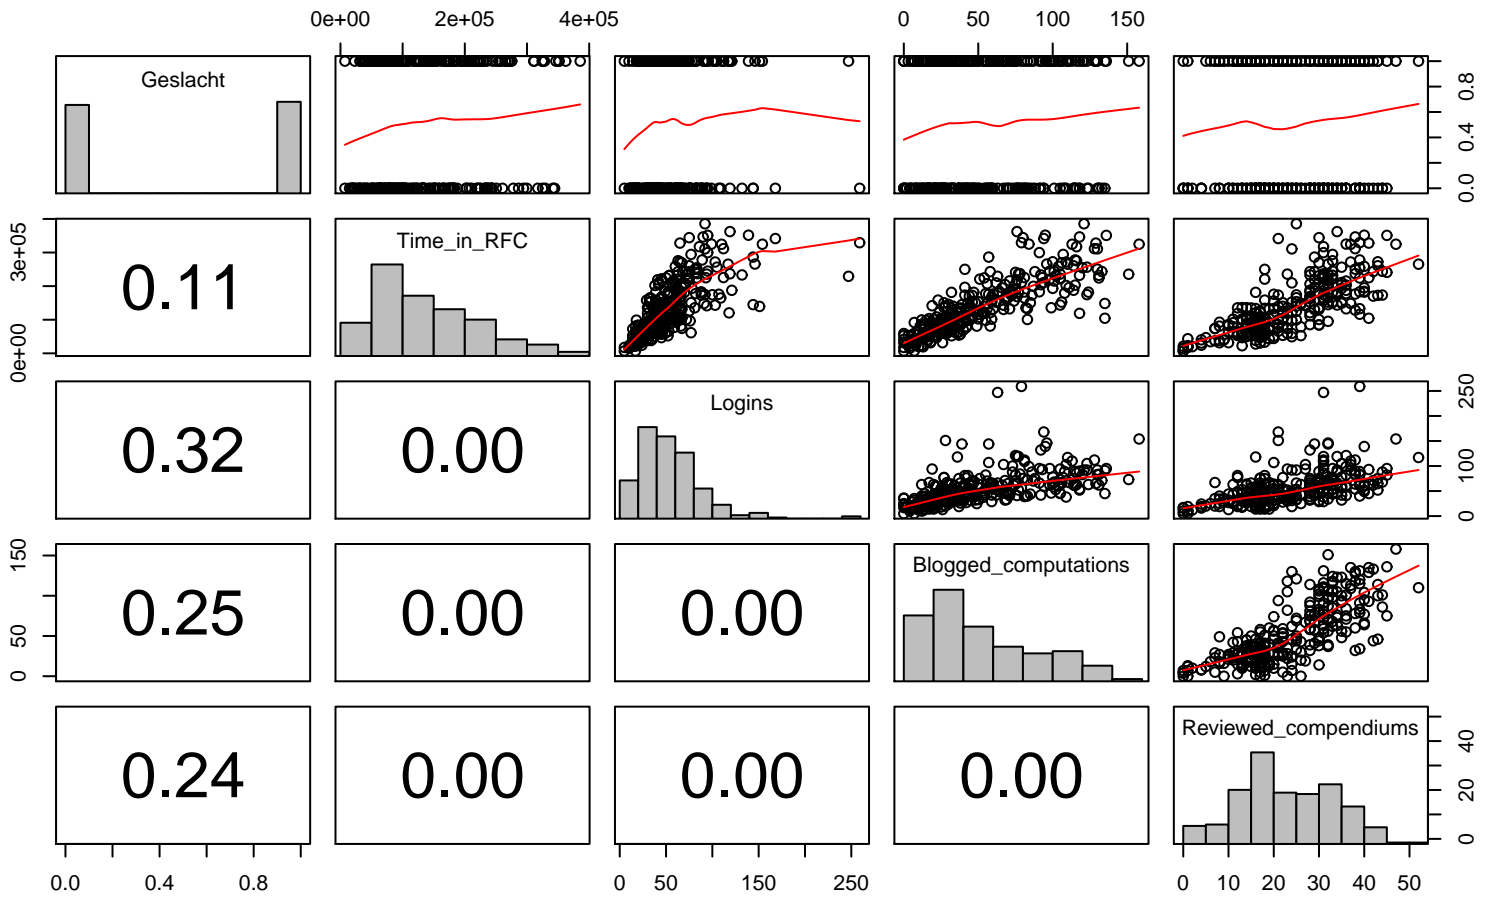 0e+00 2e+05 4e+05 0 50 100 150
Geslacht
0.0 0.4 0.8
0e+00 3e+05
0.11
Time_in_RFC
0.32
0.00
Logins
0 100 250
0 50 150
0.25
0.00
0.00
Blogged_computations
0.24
0.00
0.00
0.00
Reviewed_compendiums
0 20 40
0.0 0.4 0.8 0 50 150 250 0 10 20 30 40 50